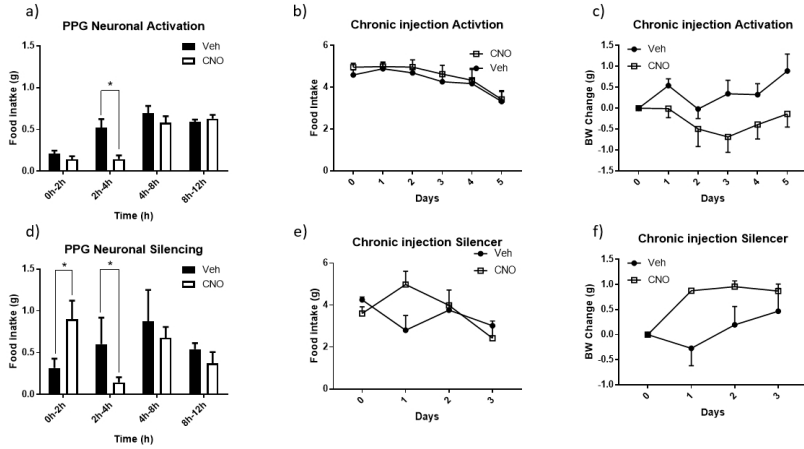 a)
PPG Neuronal Activation
Veh
CNO
*
Food inatke (g)
1.5
1.0
0.5
0.0
0h-2h
2h-4h
4h-8h
8h-12h
Time (h)
b)
Chronic injection Activtion
CNO
Veh
Food Intake
6
4
2
0
0
1
2
3
4
5
Days
c)
Chronic injection Activation
Veh
CNO
BW Change (g)
1.5
1.0
0.5
0.0
-0.5
-1.0
-1.5
0
1
2
3
4
5
Days
d)
PPG Neuronal Silencing
Veh
CNO
*
*
Food intake (g)
1.5
1.0
0.5
0.0
0h-2h
2h-4h
4h-8h
8h-12h
Time (h)
e)
Chronic injection Silencer
Veh
CNO
Food intake (g)
6
4
2
0
0
1
2
3
Days
f)
Chronic injection Silencer
Veh
CNO
BW Change (g)
1.5
1.0
0.5
0.0
-0.5
-1.0
0
1
2
3
Days